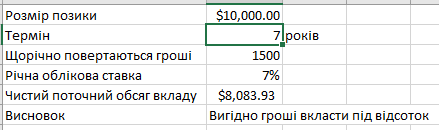 Розмір позики $10,000.00
Термін 7 років
Щорічно повертаються гроші 1500
Річна облікова ставка 7%
Чистий поточний обсяг вкладу $8,083.93
Висновок Вигідно гроші вкласти під відсоток